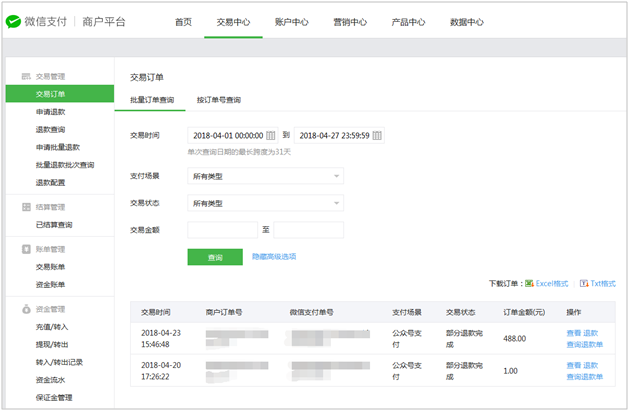 微信支付 | 商户平台
首页 交易中心 账户中心 营销中心 产品中心 数据中心
交易管理
交易订单
申请退款
退款查询
申请批量退款
批量退款批次查询
退款配置
结算管理
已结算查询
账单管理
交易账单
资金账单
资金管理
充值/转入
提现/转出
转入/转出记录
资金流水
保证金管理
交易订单
批量订单查询 按订单号查询
交易时间 2018-04-01 00:00:00 到 2018-04-27 23:59:59
单次查询日期的最长跨度为31天
支付场景 所有类型
交易状态 所有类型
交易金额 至
查询 隐藏高级选项
下载订单： Excel格式 | Txt格式
交易时间 商户订单号 微信支付单号 支付场景 交易状态 订单金额(元) 操作
2018-04-23
15:46:48
公众号支
付
部分退款完
成
488.00
查看 退款
查询退款单
2018-04-20
17:26:22
公众号支
付
部分退款完
成
1.00
查看 退款
查询退款单